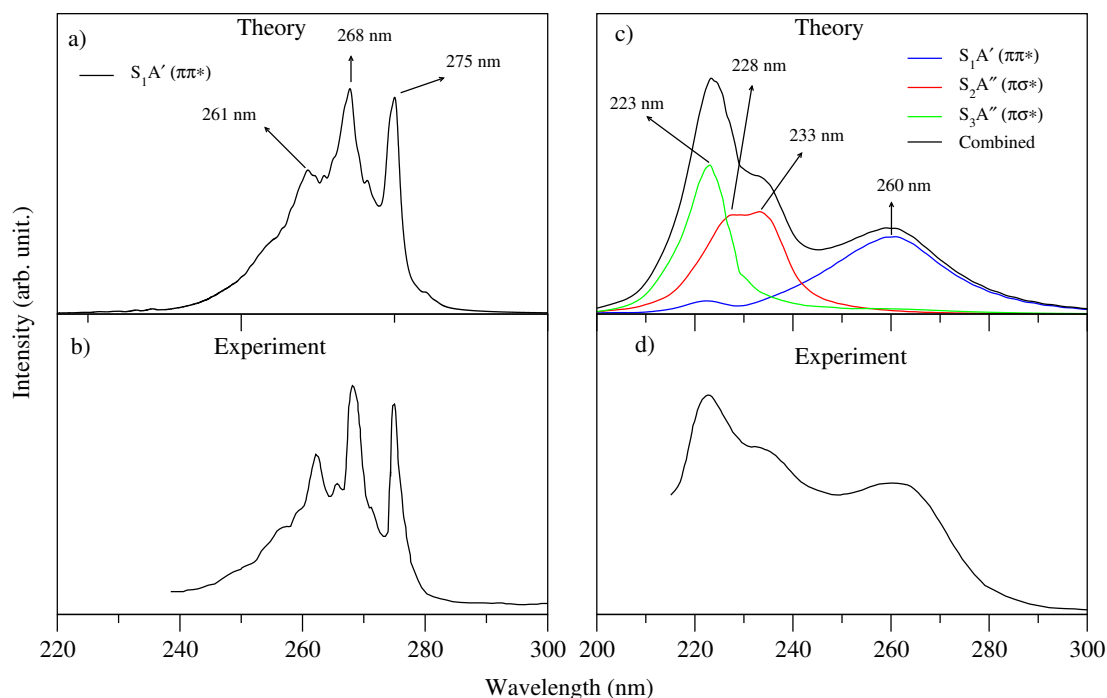 a)
Theory
S₁A′ (ππ*)
268 nm
275 nm
261 nm
c)
Theory
S₁A′ (ππ*)
S₂A″ (πσ*)
S₃A″ (πσ*)
Combined
228 nm
223 nm
233 nm
260 nm
b)
Experiment
d)
Experiment
Intensity (arb. unit.)
220 240 260 280 300
200 220 240 260 280 300
Wavelength (nm)